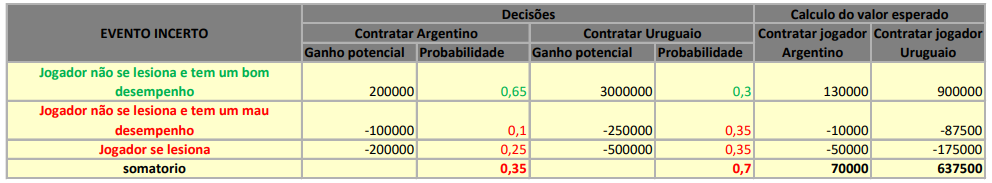 EVENTO INCERTO Decisões Calculo do valor esperado
Contratar Argentino Contratar Uruguaio Contratar jogador Argentino Contratar jogador Uruguaio
Ganho potencial Probabilidade Ganho potencial Probabilidade
Jogador não se lesiona e tem um bom
desempenho 200000 0,65 3000000 0,3 130000 900000
Jogador não se lesiona e tem um mau
desempenho -100000 0,1 -250000 0,35 -10000 -87500
Jogador se lesiona -200000 0,25 -500000 0,35 -50000 -175000
somatorio 0,35 0,7 70000 637500